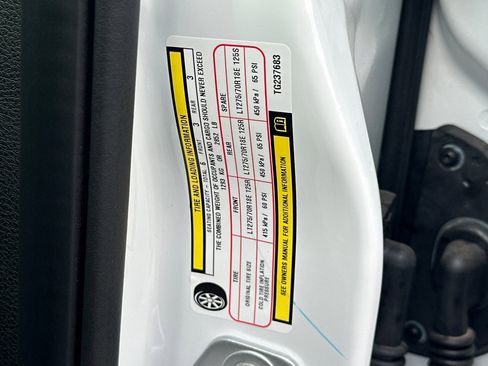 TIRE AND LOADING INFORMATION
SEATING CAPACITY - TOTAL 6 FRONT 3 REAR 3
THE COMBINED WEIGHT OF OCCUPANTS AND CARGO SHOULD NEVER EXCEED
1293 KG OR 2852 LB
TIRE FRONT REAR SPARE
ORIGINAL TIRE SIZE LT275/70R18E 125R LT275/70R18E 125R LT275/70R18E 125S
COLD TIRE INFLATION PRESSURE 415 kPa / 60 PSI 450 kPa / 65 PSI 450 kPa / 65 PSI
SEE OWNERS MANUAL FOR ADDITIONAL INFORMATION
TG237683